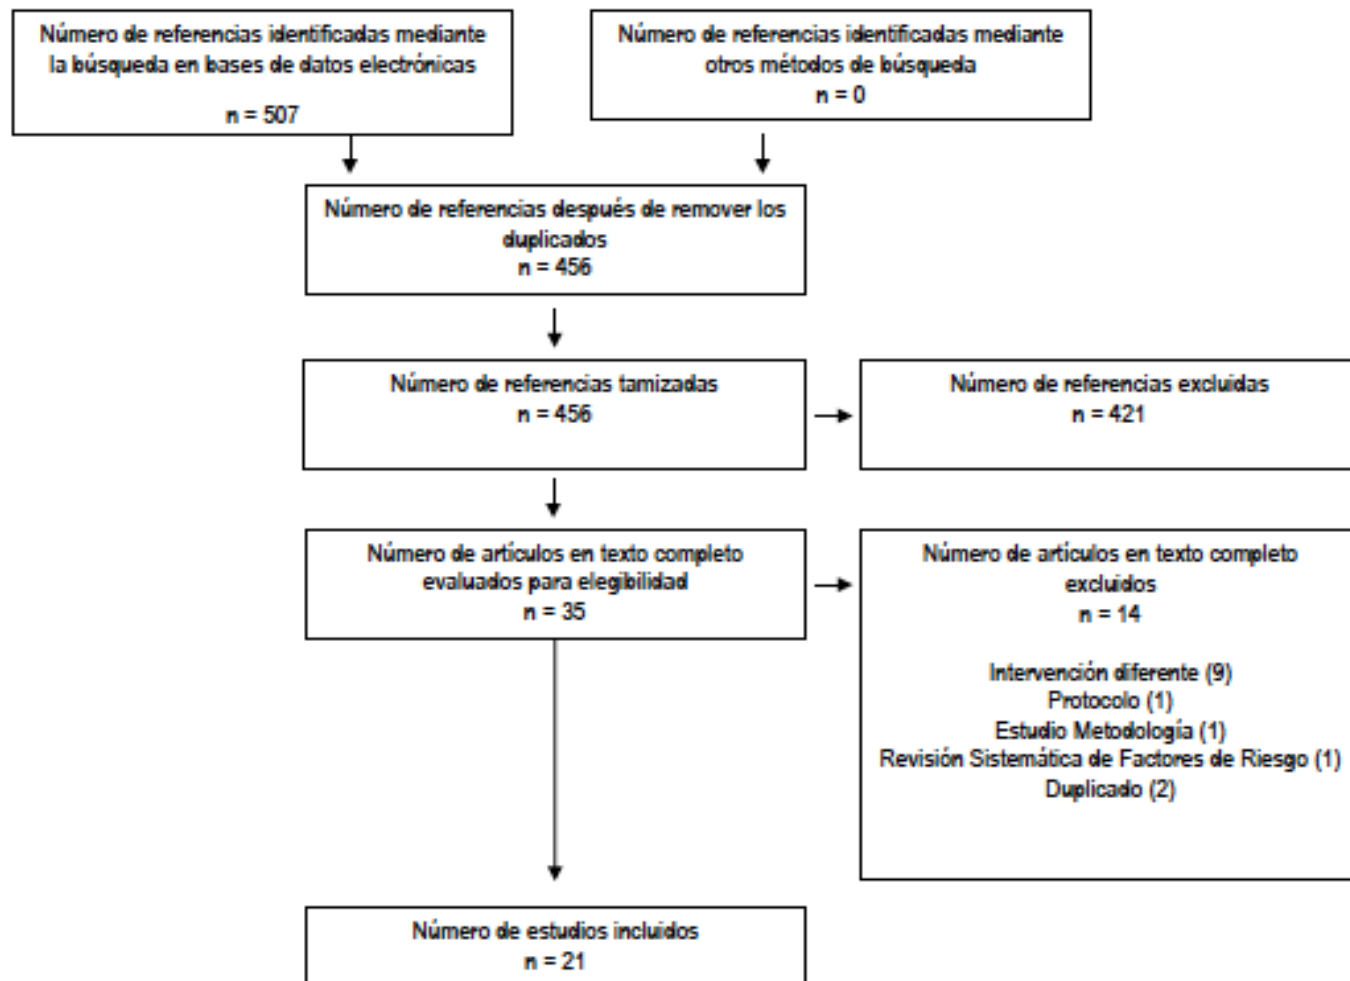 Número de referencias identificadas mediante
la búsqueda en bases de datos electrónicas
n = 507
Número de referencias identificadas mediante
otros métodos de búsqueda
n = 0
Número de referencias después de remover los
duplicados
n = 456
Número de referencias tamizadas
n = 456
Número de referencias excluidas
n = 421
Número de artículos en texto completo
evaluados para elegibilidad
n = 35
Número de artículos en texto completo
excluidos
n = 14
Intervención diferente (9)
Protocolo (1)
Estudio Metodología (1)
Revisión Sistemática de Factores de Riesgo (1)
Duplicado (2)
Número de estudios incluidos
n = 21